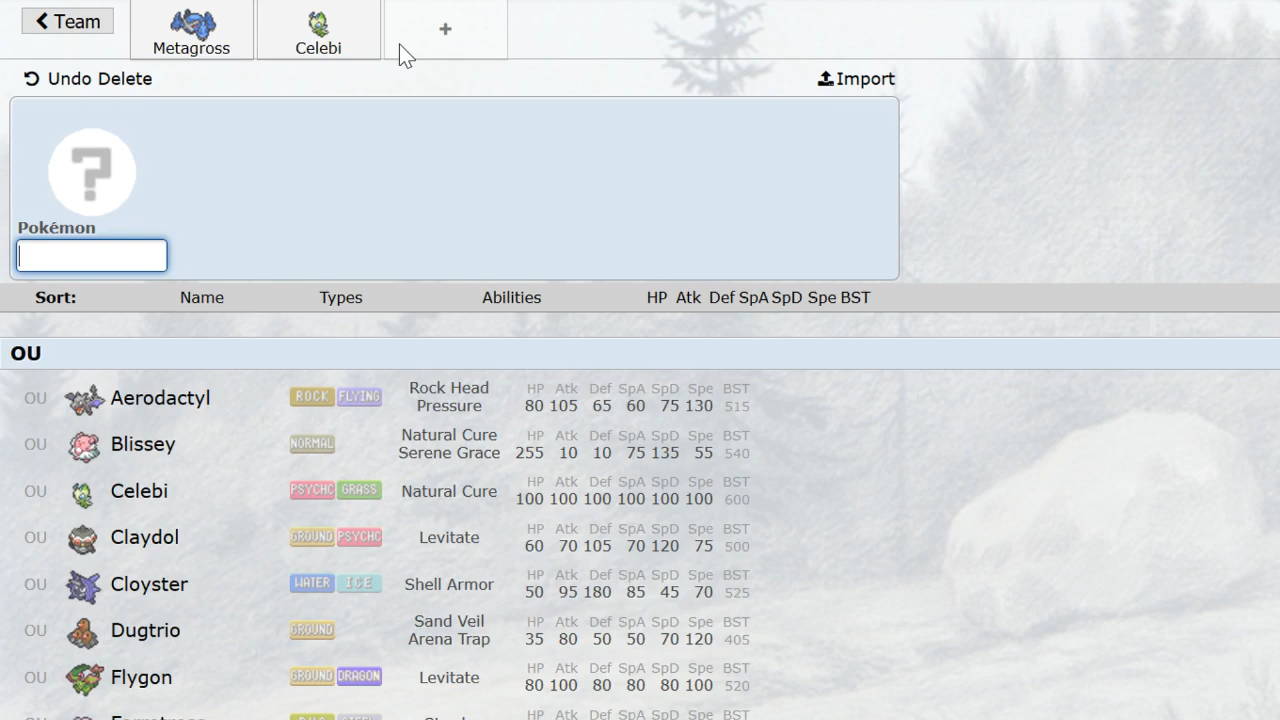 Team
Metagross
Celebi
+
Undo Delete
Import
?
Pokémon
Sort: Name Types Abilities HP Atk Def SpA SpD Spe BST
OU
OU Aerodactyl ROCK FLYING Rock Head Pressure HP 80 Atk 105 Def 65 SpA 60 SpD 75 Spe 130 BST 515
OU Blissey NORMAL Natural Cure Serene Grace HP 255 Atk 10 Def 10 SpA 75 SpD 135 Spe 55 BST 540
OU Celebi PSYCHC GRASS Natural Cure HP 100 Atk 100 Def 100 SpA 100 SpD 100 Spe 100 BST 600
OU Claydol GROUND PSYCHC Levitate HP 60 Atk 70 Def 105 SpA 70 SpD 120 Spe 75 BST 500
OU Cloyster WATER ICE Shell Armor HP 50 Atk 95 Def 180 SpA 85 SpD 45 Spe 70 BST 525
OU Dugtrio GROUND Sand Veil Arena Trap HP 35 Atk 80 Def 50 SpA 50 SpD 70 Spe 120 BST 405
OU Flygon GROUND DRAGON Levitate HP 80 Atk 100 Def 80 SpA 80 SpD 80 Spe 100 BST 520
HP Atk Def SpA SpD Spe BST